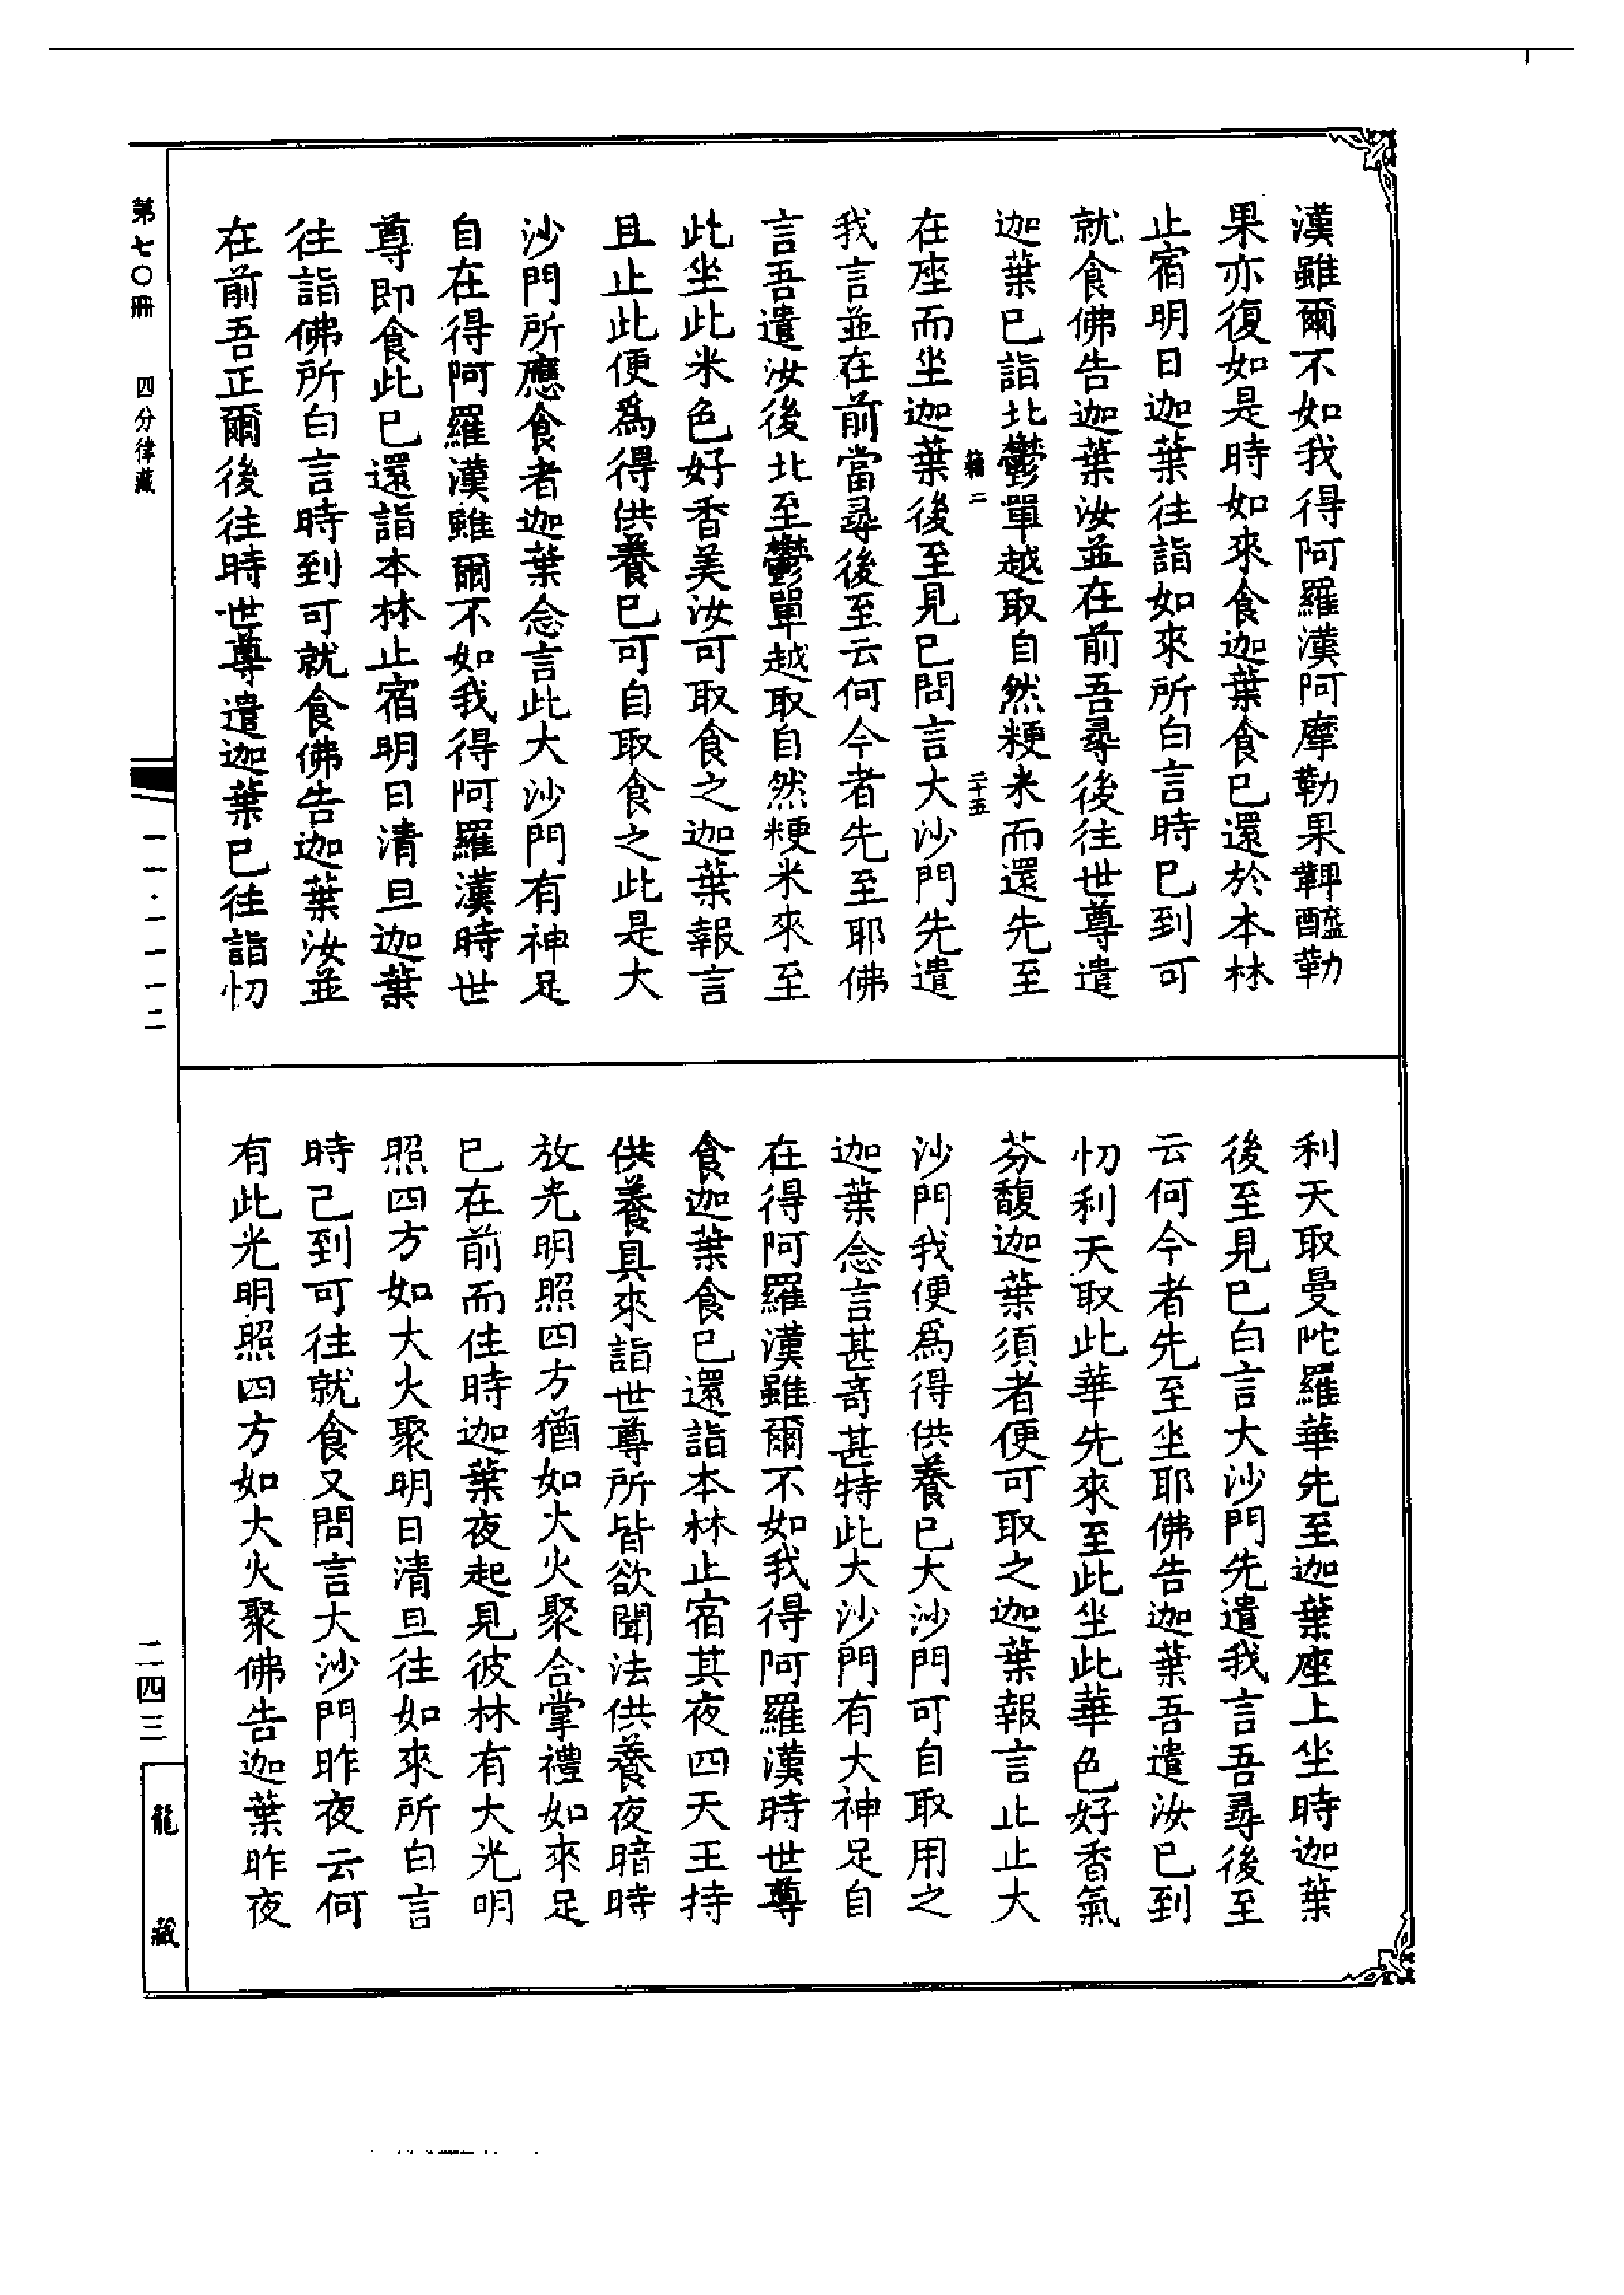 漢雖爾不如我得阿羅漢阿摩勒果鞞醯勒
果亦復如是時如來食迦葉食已還於本林
止宿明日迦葉往詣如來所白言時已到可
就食佛告迦葉汝並在前吾尋後往世尊遣
迦葉已詣北鬱單越取自然粳米而還先至
二 二十五
在座而坐迦葉後至見已問言大沙門先遣
我言並在前當尋後至云何今者先至耶佛
言吾遣汝後北至鬱單越取自然粳米來至
此坐此米色好香美汝可取食之迦葉報言
且止此便為得供養已可自取食之此是大
沙門所應食者迦葉念言此大沙門有神足
自在得阿羅漢雖爾不如我得阿羅漢時世
尊即食此已還詣本林止宿明日清旦迦葉
往詣佛所白言時到可就食佛告迦葉汝並
在前吾正爾後往時世尊遣迦葉已往詣忉
利天取曼陀羅華先至迦葉座上坐時迦葉
後至見已白言大沙門先遣我言吾尋後至
云何今者先至坐耶佛告迦葉吾遣汝已到
忉利天取此華先來至此坐此華色好香氣
芬馥迦葉須者便可取之迦葉報言止止大
沙門我便為得供養已大沙門可自取用之
迦葉念言甚奇甚特此大沙門有大神足自
在得阿羅漢雖爾不如我得阿羅漢時世尊
食迦葉食已還詣本林止宿其夜四天王持
供養具來詣世尊所皆欲聞法供養夜暗時
放光明照四方猶如大火聚合掌禮如來足
已在前而住時迦葉夜起見彼林有大光明
照四方如大火聚明日清旦往如來所白言
時已到可往就食又問言大沙門昨夜云何
有此光明照四方如大火聚佛告迦葉昨夜
第七〇冊 四分律藏
一一·一一一二
二四三
龍藏